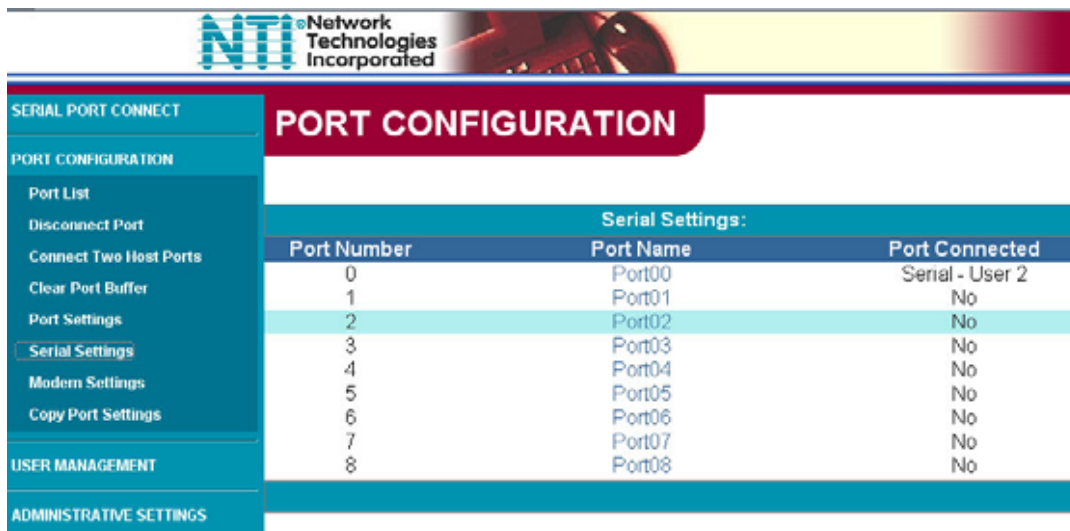 NTI® Network
Technologies
Incorporated
SERIAL PORT CONNECT
PORT CONFIGURATION
Port List
Disconnect Port
Connect Two Host Ports
Clear Port Buffer
Port Settings
Serial Settings
Modem Settings
Copy Port Settings
USER MANAGEMENT
ADMINISTRATIVE SETTINGS
PORT CONFIGURATION
Serial Settings:
Port Number Port Name Port Connected
0 Port00 Serial - User 2
1 Port01 No
2 Port02 No
3 Port03 No
4 Port04 No
5 Port05 No
6 Port06 No
7 Port07 No
8 Port08 No